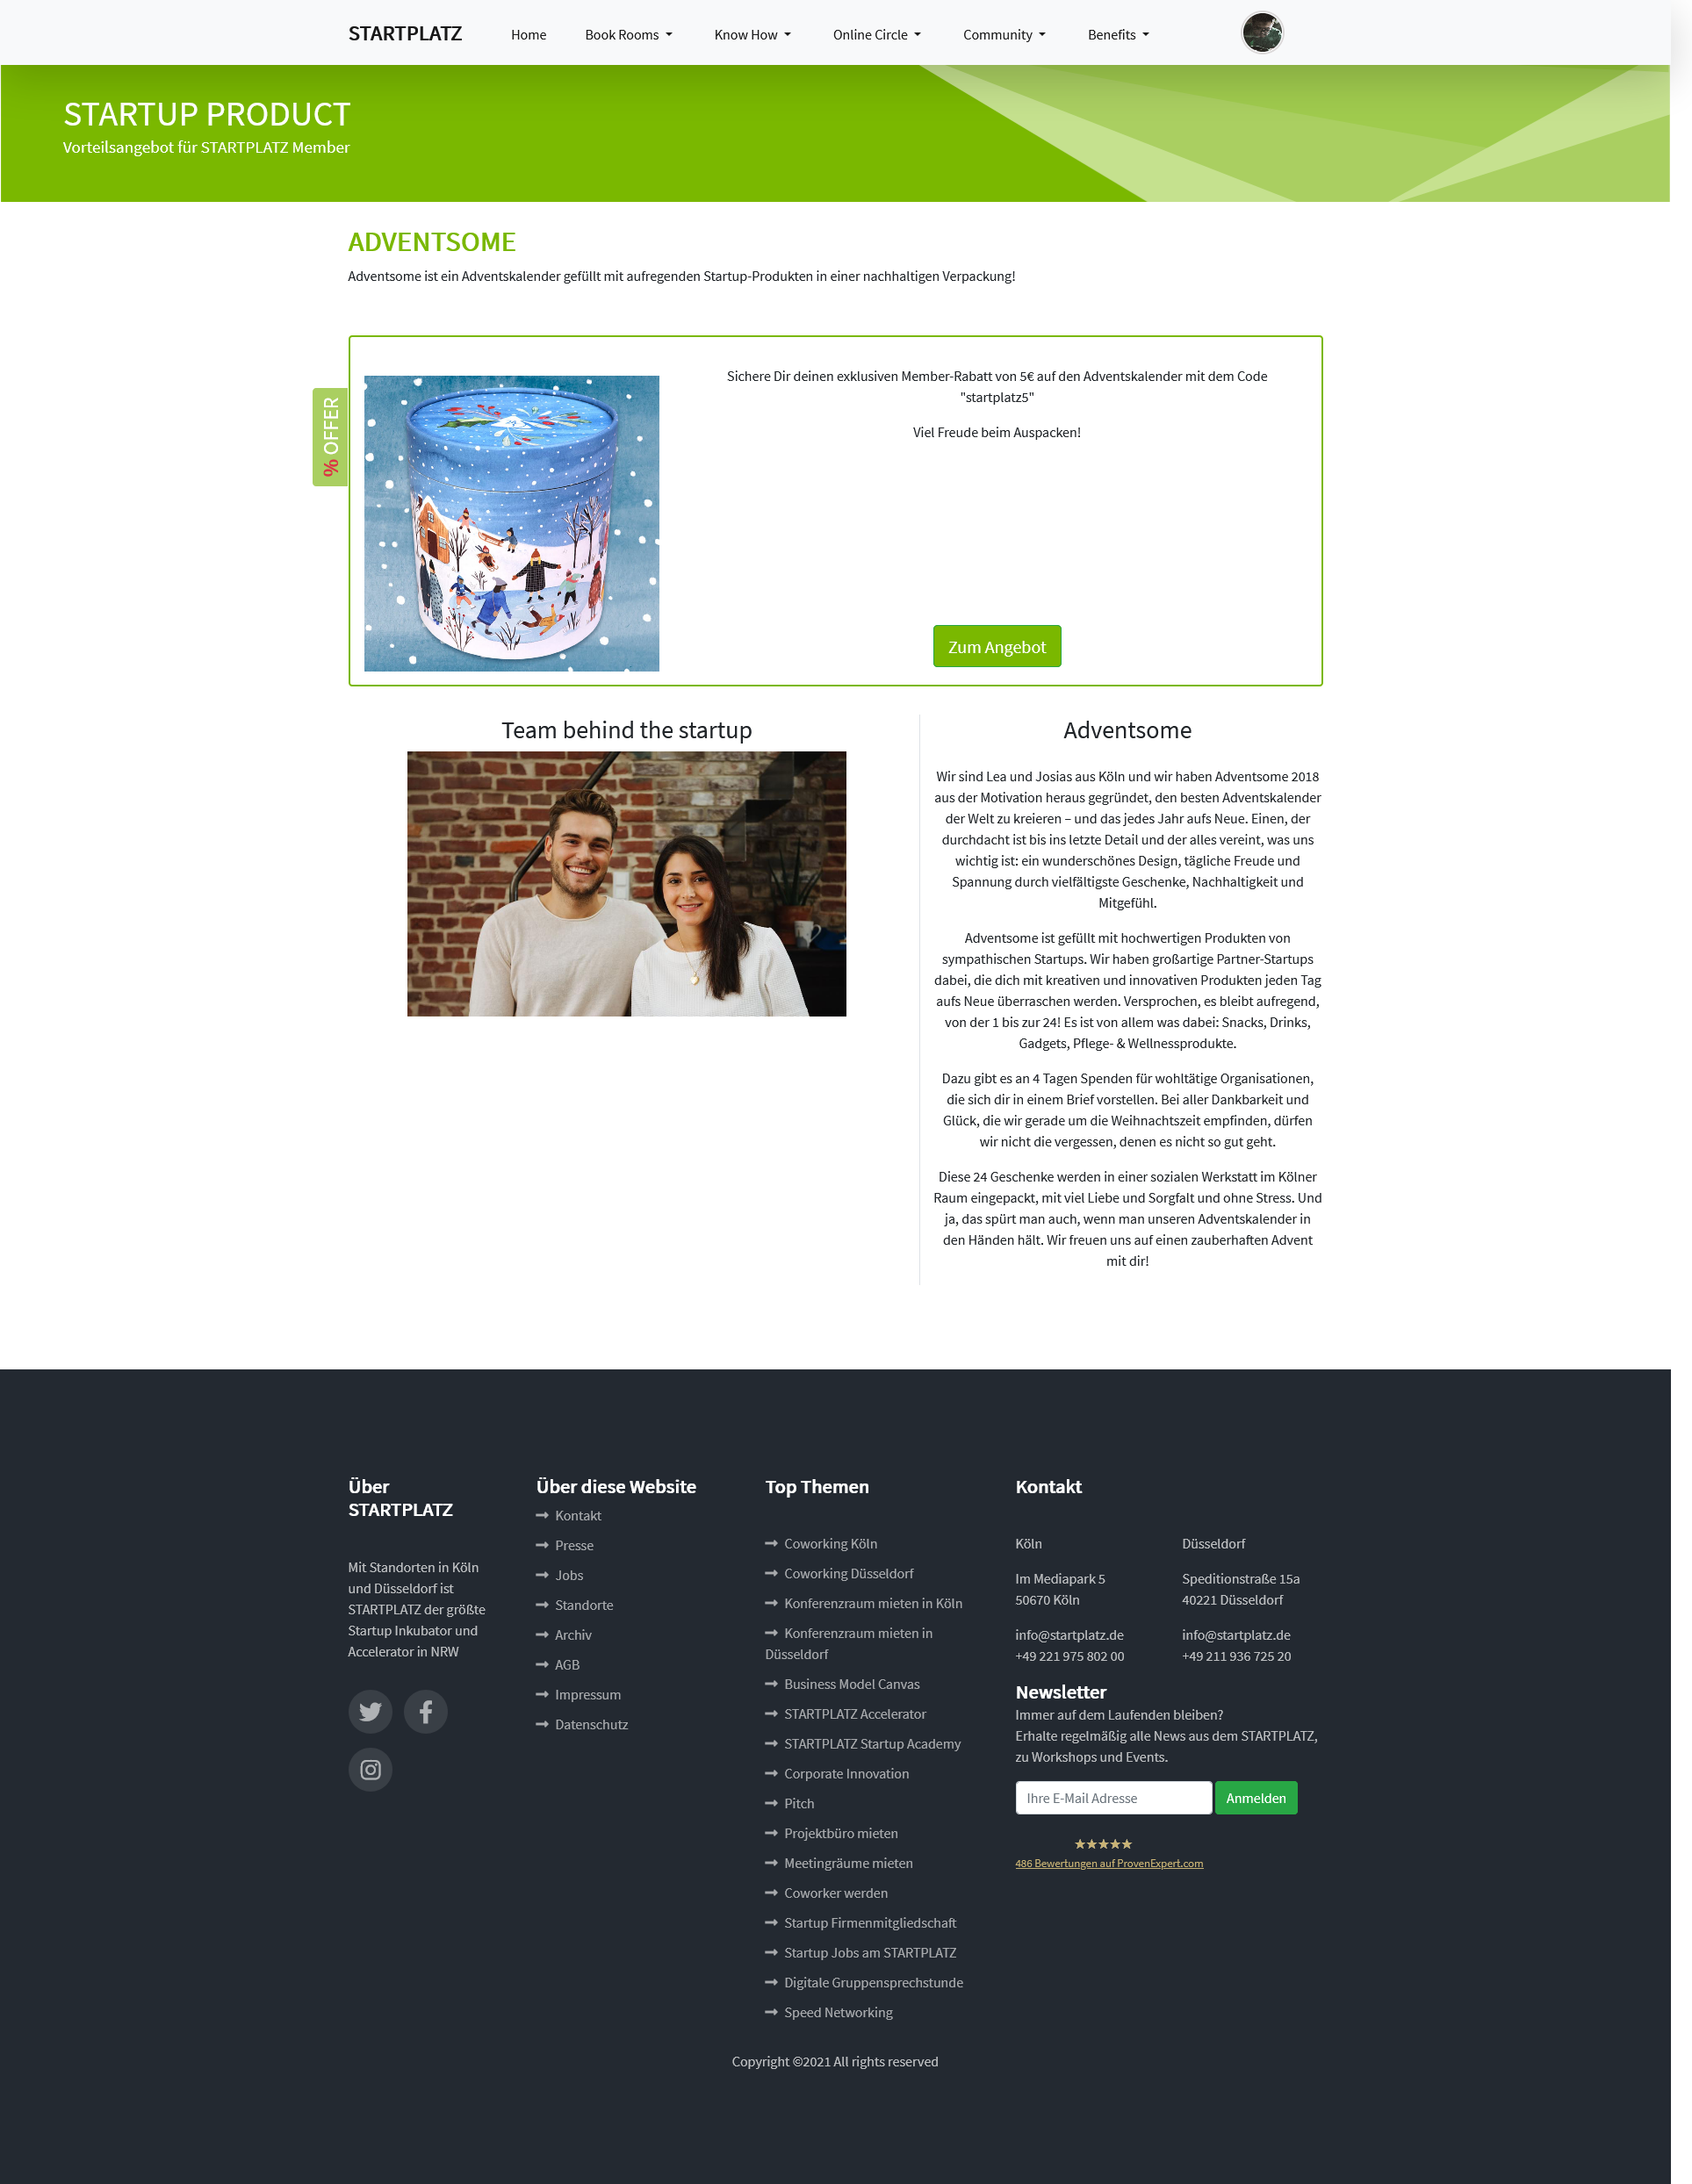 STARTPLATZ
Home
Book Rooms
Know How
Online Circle
Community
Benefits
STARTUP PRODUCT
Vorteilsangebot für STARTPLATZ Member
ADVENTSOME
Adventsome ist ein Adventskalender gefüllt mit aufregenden Startup-Produkten in einer nachhaltigen Verpackung!
% OFFER
Sichere Dir deinen exklusiven Member-Rabatt von 5€ auf den Adventskalender mit dem Code
"startplatz5"
Viel Freude beim Auspacken!
Zum Angebot
Team behind the startup
Adventsome
Wir sind Lea und Josias aus Köln und wir haben Adventsome 2018
aus der Motivation heraus gegründet, den besten Adventskalender
der Welt zu kreieren – und das jedes Jahr aufs Neue. Einen, der
durchdacht ist bis ins letzte Detail und der alles vereint, was uns
wichtig ist: ein wunderschönes Design, tägliche Freude und
Spannung durch vielfältigste Geschenke, Nachhaltigkeit und
Mitgefühl.
Adventsome ist gefüllt mit hochwertigen Produkten von
sympathischen Startups. Wir haben großartige Partner-Startups
dabei, die dich mit kreativen und innovativen Produkten jeden Tag
aufs Neue überraschen werden. Versprochen, es bleibt aufregend,
von der 1 bis zur 24! Es ist von allem was dabei: Snacks, Drinks,
Gadgets, Pflege- & Wellnessprodukte.
Dazu gibt es an 4 Tagen Spenden für wohltätige Organisationen,
die sich dir in einem Brief vorstellen. Bei aller Dankbarkeit und
Glück, die wir gerade um die Weihnachtszeit empfinden, dürfen
wir nicht die vergessen, denen es nicht so gut geht.
Diese 24 Geschenke werden in einer sozialen Werkstatt im Kölner
Raum eingepackt, mit viel Liebe und Sorgfalt und ohne Stress. Und
ja, das spürt man auch, wenn man unseren Adventskalender in
den Händen hält. Wir freuen uns auf einen zauberhaften Advent
mit dir!
Über
STARTPLATZ
Mit Standorten in Köln
und Düsseldorf ist
STARTPLATZ der größte
Startup Inkubator und
Accelerator in NRW
Über diese Website
Kontakt
Presse
Jobs
Standorte
Archiv
AGB
Impressum
Datenschutz
Top Themen
Coworking Köln
Coworking Düsseldorf
Konferenzraum mieten in Köln
Konferenzraum mieten in
Düsseldorf
Business Model Canvas
STARTPLATZ Accelerator
STARTPLATZ Startup Academy
Corporate Innovation
Pitch
Projektbüro mieten
Meetingräume mieten
Coworker werden
Startup Firmenmitgliedschaft
Startup Jobs am STARTPLATZ
Digitale Gruppensprechstunde
Speed Networking
Kontakt
Köln
Im Mediapark 5
50670 Köln
info@startplatz.de
+49 221 975 802 00
Düsseldorf
Speditionstraße 15a
40221 Düsseldorf
info@startplatz.de
+49 211 936 725 20
Newsletter
Immer auf dem Laufenden bleiben?
Erhalte regelmäßig alle News aus dem STARTPLATZ,
zu Workshops und Events.
Ihre E-Mail Adresse
Anmelden
486 Bewertungen auf ProvenExpert.com
Copyright ©2021 All rights reserved